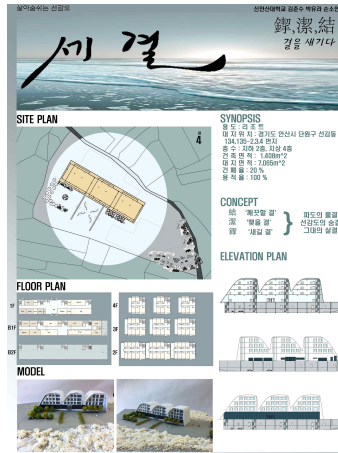 살아숨쉬는 선감도
신안산대학교 김준수 박유라 손소현
세 결
鍔,潔,結
결을 새기다
SITE PLAN
4
SYNOPSIS
용 도 : 리 조 트
대 지 위 치 : 경기도 안산시 단원구 선감동
134,135-2,3,4 번지
층 수 : 지하 2층, 지상 4층
건 축 면 적 : 1,408m^2
대 지 면 적 : 7,065m^2
건 폐 율 : 20 %
용 적 율 : 100 %
CONCEPT
結 '깨끗할 결'
潔 '맺을 결'
'새길 결'
파도의 물결
선감도의 숨결
그대의 살결
ELEVATION PLAN
FLOOR PLAN
1F
B1F
B2F
4F
3F
2F
MODEL